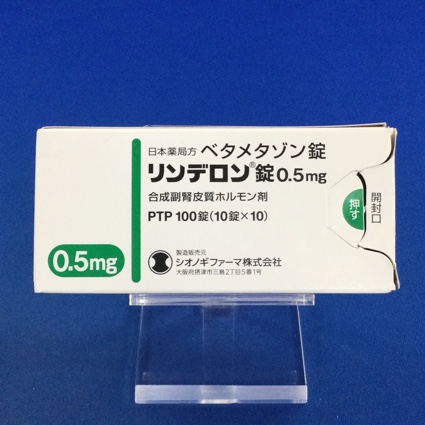 日本薬局方 ベタメタゾン錠
リンデロン®錠0.5mg
合成副腎皮質ホルモン剤
PTP 100錠(10錠×10)
0.5mg
製造販売元
シオノギファーマ株式会社
大阪府摂津市三島2丁目5番1号
開封口
押す